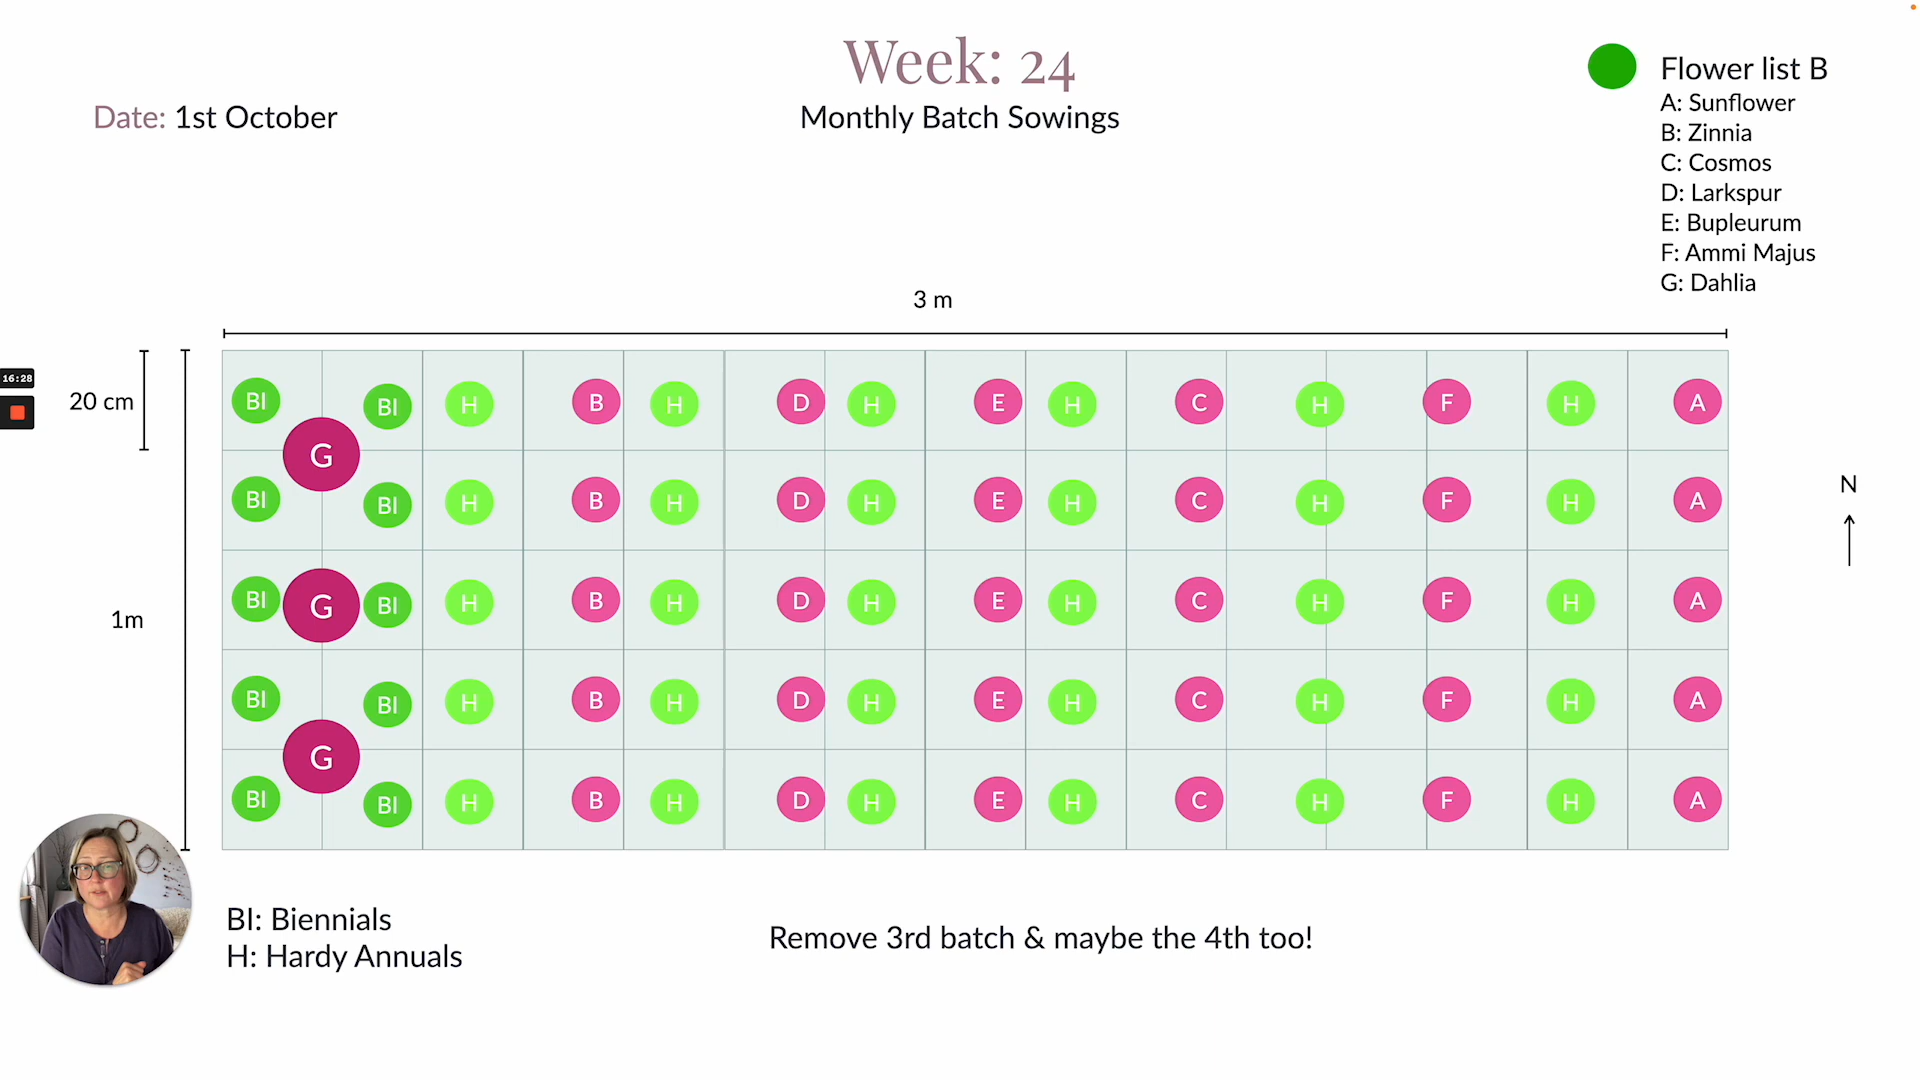 Week: 24
Date: 1st October
Monthly Batch Sowings
Flower list B
A: Sunflower
B: Zinnia
C: Cosmos
D: Larkspur
E: Bupleurum
F: Ammi Majus
G: Dahlia
3 m
16:28
20 cm
1m
N
BI BI H B H D H E H C H F H A
G
BI BI H B H D H E H C H F H A
BI G BI H B H D H E H C H F H A
BI BI H B H D H E H C H F H A
G
BI BI H B H D H E H C H F H A
BI: Biennials
H: Hardy Annuals
Remove 3rd batch & maybe the 4th too!